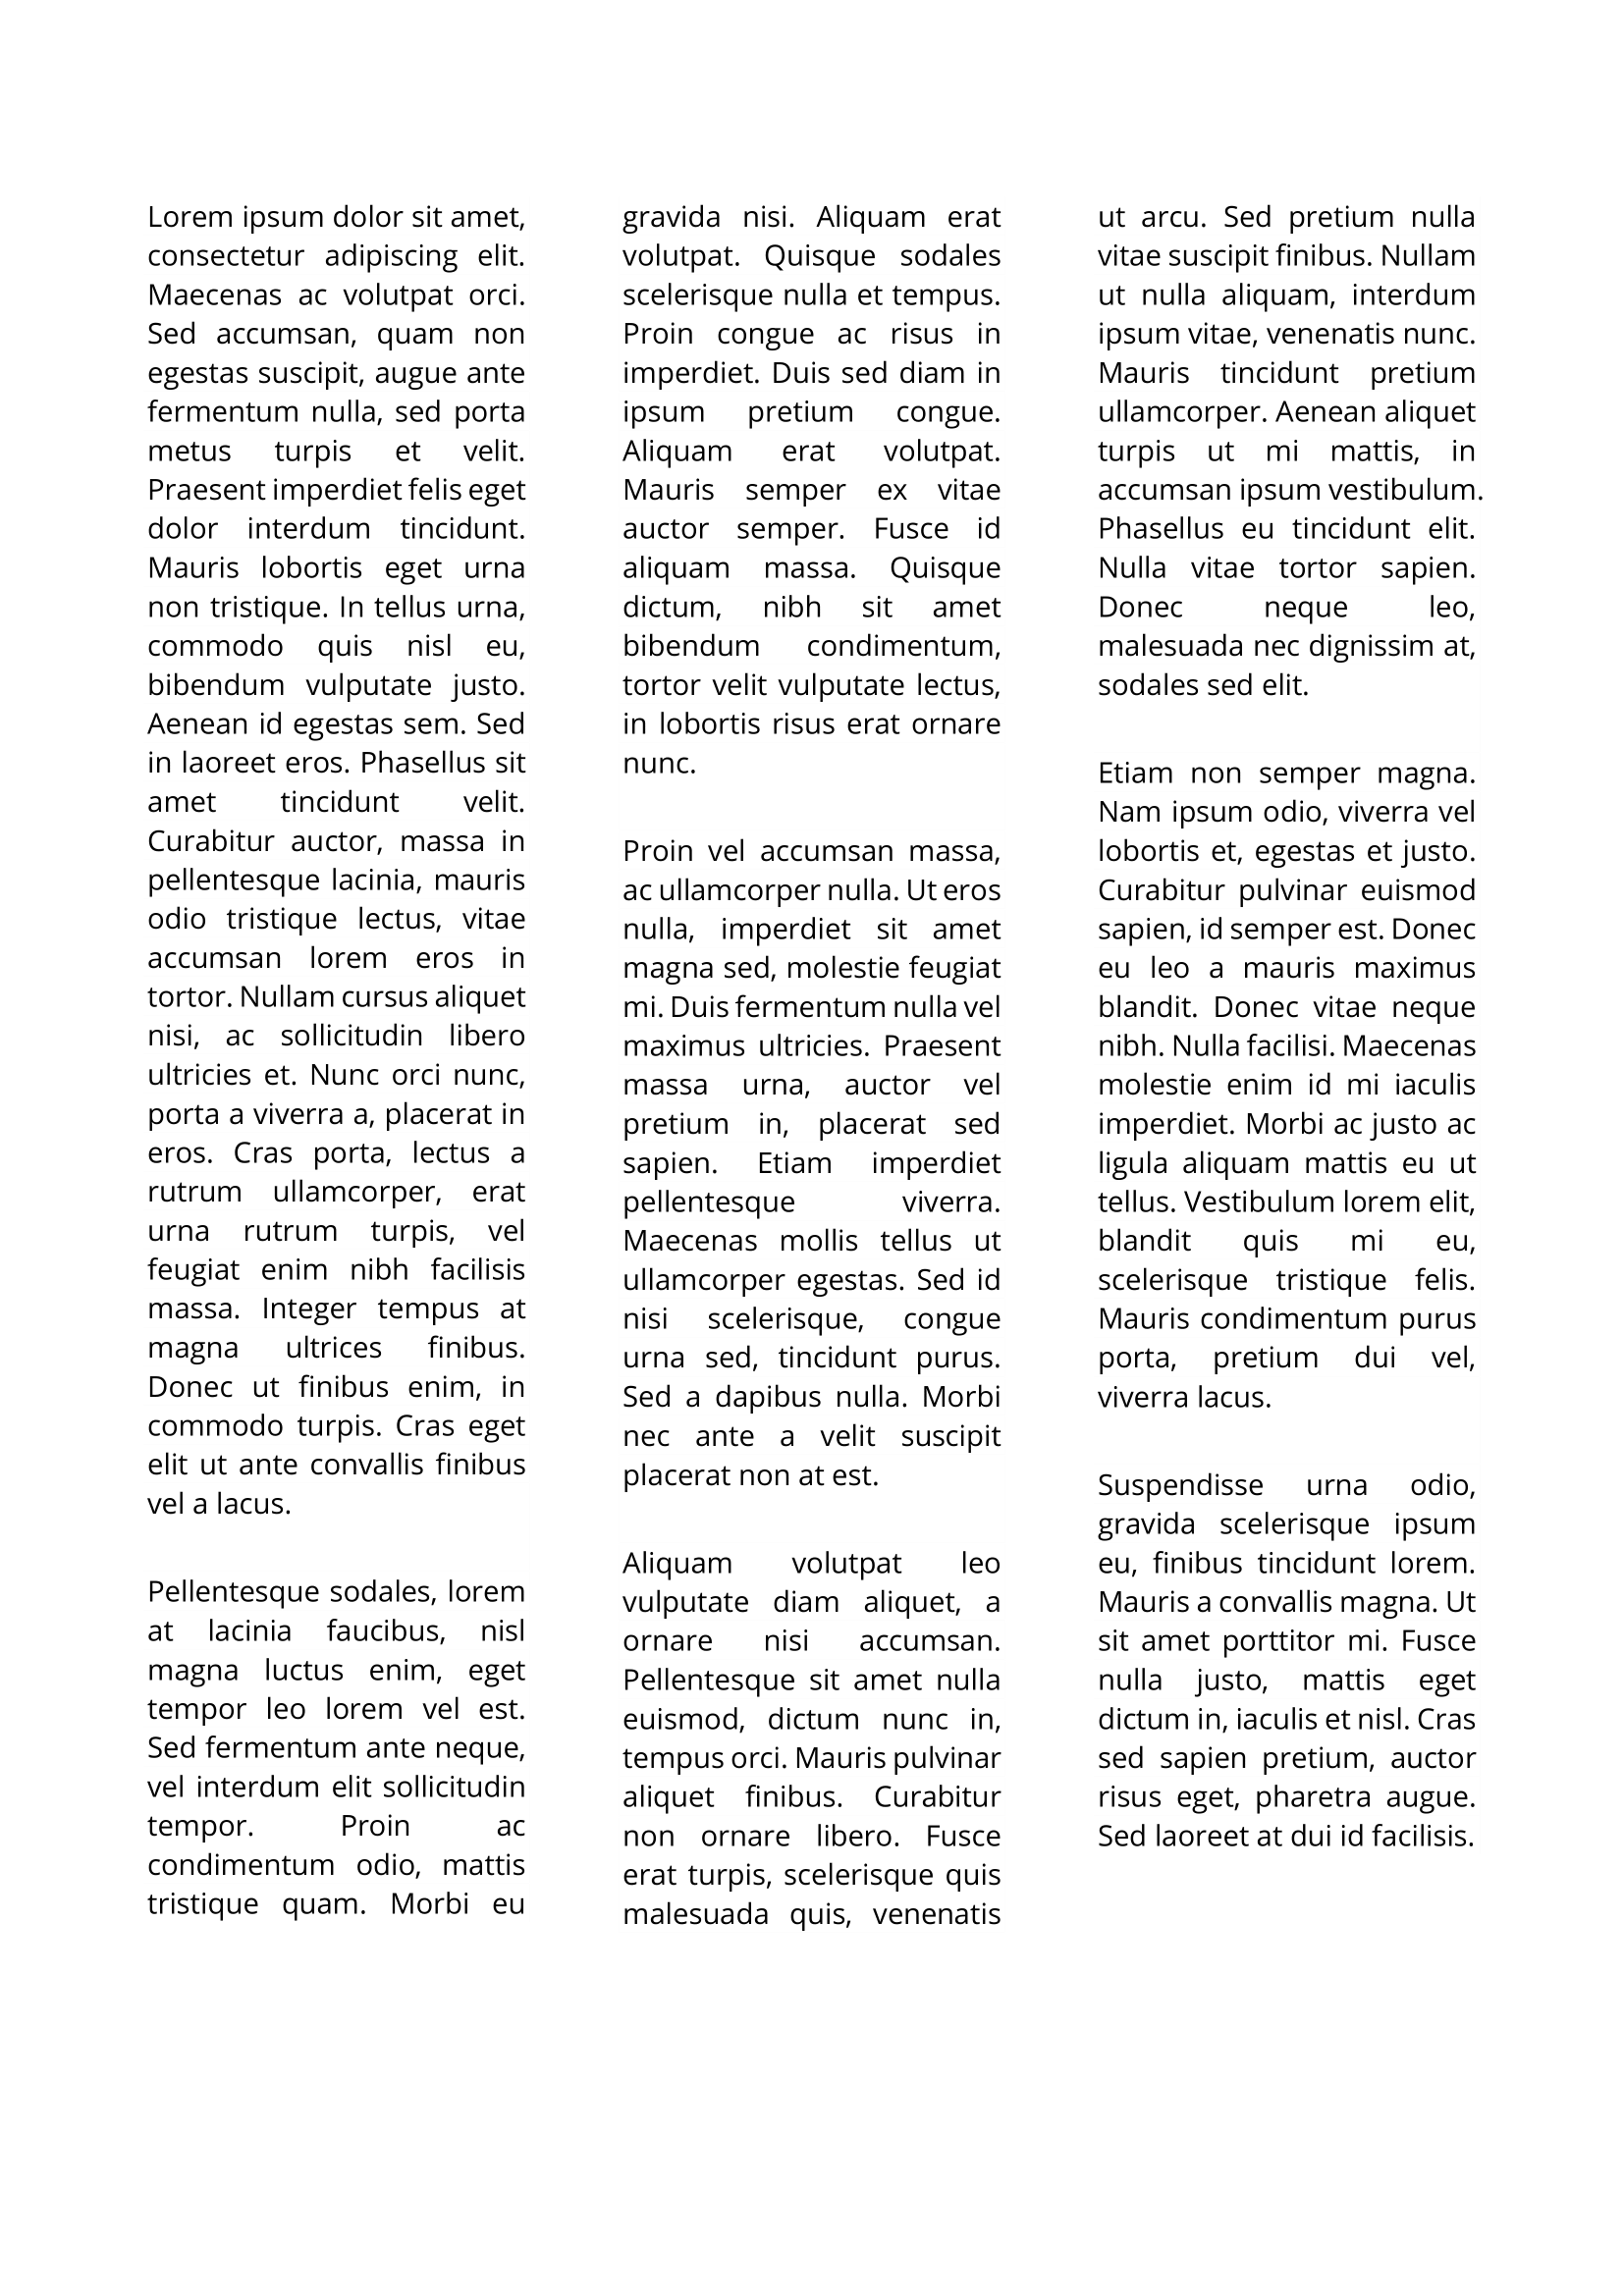 Lorem ipsum dolor sit amet,
consectetur adipiscing elit.
Maecenas ac volutpat orci.
Sed accumsan, quam non
egestas suscipit, augue ante
fermentum nulla, sed porta
metus turpis et velit.
Praesent imperdiet felis eget
dolor interdum tincidunt.
Mauris lobortis eget urna
non tristique. In tellus urna,
commodo quis nisl eu,
bibendum vulputate justo.
Aenean id egestas sem. Sed
in laoreet eros. Phasellus sit
amet tincidunt velit.
Curabitur auctor, massa in
pellentesque lacinia, mauris
odio tristique lectus, vitae
accumsan lorem eros in
tortor. Nullam cursus aliquet
nisi, ac sollicitudin libero
ultricies et. Nunc orci nunc,
porta a viverra a, placerat in
eros. Cras porta, lectus a
rutrum ullamcorper, erat
urna rutrum turpis, vel
feugiat enim nibh facilisis
massa. Integer tempus at
magna ultrices finibus.
Donec ut finibus enim, in
commodo turpis. Cras eget
elit ut ante convallis finibus
vel a lacus.
Pellentesque sodales, lorem
at lacinia faucibus, nisl
magna luctus enim, eget
tempor leo lorem vel est.
Sed fermentum ante neque,
vel interdum elit sollicitudin
tempor. Proin ac
condimentum odio, mattis
tristique quam. Morbi eu
gravida nisi. Aliquam erat
volutpat. Quisque sodales
scelerisque nulla et tempus.
Proin congue ac risus in
imperdiet. Duis sed diam in
ipsum pretium congue.
Aliquam erat volutpat.
Mauris semper ex vitae
auctor semper. Fusce id
aliquam massa. Quisque
dictum, nibh sit amet
bibendum condimentum,
tortor velit vulputate lectus,
in lobortis risus erat ornare
nunc.
Proin vel accumsan massa,
ac ullamcorper nulla. Ut eros
nulla, imperdiet sit amet
magna sed, molestie feugiat
mi. Duis fermentum nulla vel
maximus ultricies. Praesent
massa urna, auctor vel
pretium in, placerat sed
sapien. Etiam imperdiet
pellentesque viverra.
Maecenas mollis tellus ut
ullamcorper egestas. Sed id
nisi scelerisque, congue
urna sed, tincidunt purus.
Sed a dapibus nulla. Morbi
nec ante a velit suscipit
placerat non at est.
Aliquam volutpat leo
vulputate diam aliquet, a
ornare nisi accumsan.
Pellentesque sit amet nulla
euismod, dictum nunc in,
tempus orci. Mauris pulvinar
aliquet finibus. Curabitur
non ornare libero. Fusce
erat turpis, scelerisque quis
malesuada quis, venenatis
ut arcu. Sed pretium nulla
vitae suscipit finibus. Nullam
ut nulla aliquam, interdum
ipsum vitae, venenatis nunc.
Mauris tincidunt pretium
ullamcorper. Aenean aliquet
turpis ut mi mattis, in
accumsan ipsum vestibulum.
Phasellus eu tincidunt elit.
Nulla vitae tortor sapien.
Donec neque leo,
malesuada nec dignissim at,
sodales sed elit.
Etiam non semper magna.
Nam ipsum odio, viverra vel
lobortis et, egestas et justo.
Curabitur pulvinar euismod
sapien, id semper est. Donec
eu leo a mauris maximus
blandit. Donec vitae neque
nibh. Nulla facilisi. Maecenas
molestie enim id mi iaculis
imperdiet. Morbi ac justo ac
ligula aliquam mattis eu ut
tellus. Vestibulum lorem elit,
blandit quis mi eu,
scelerisque tristique felis.
Mauris condimentum purus
porta, pretium dui vel,
viverra lacus.
Suspendisse urna odio,
gravida scelerisque ipsum
eu, finibus tincidunt lorem.
Mauris a convallis magna. Ut
sit amet porttitor mi. Fusce
nulla justo, mattis eget
dictum in, iaculis et nisl. Cras
sed sapien pretium, auctor
risus eget, pharetra augue.
Sed laoreet at dui id facilisis.